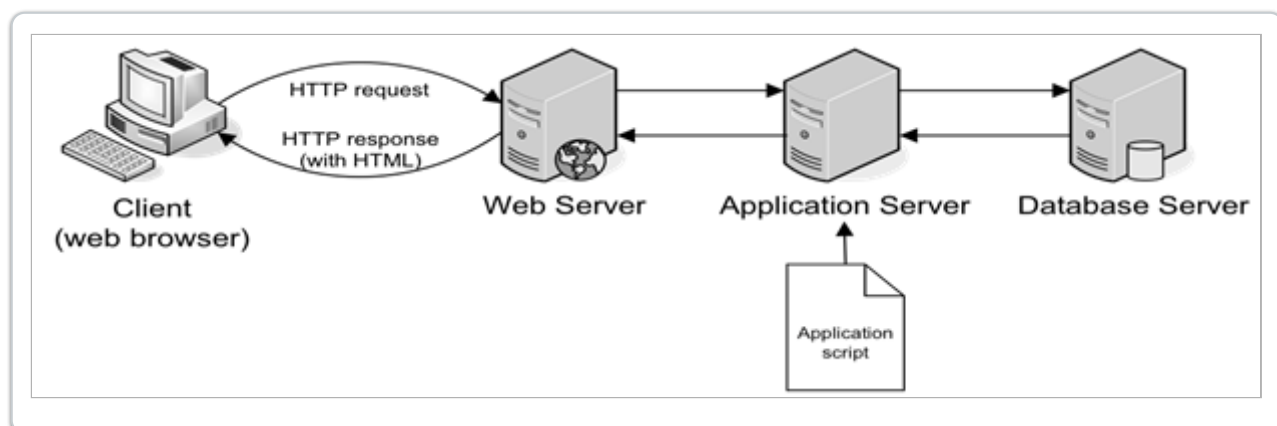 HTTP request
HTTP response
(with HTML)
Client
(web browser)
Web Server
Application Server
Database Server
Application
script